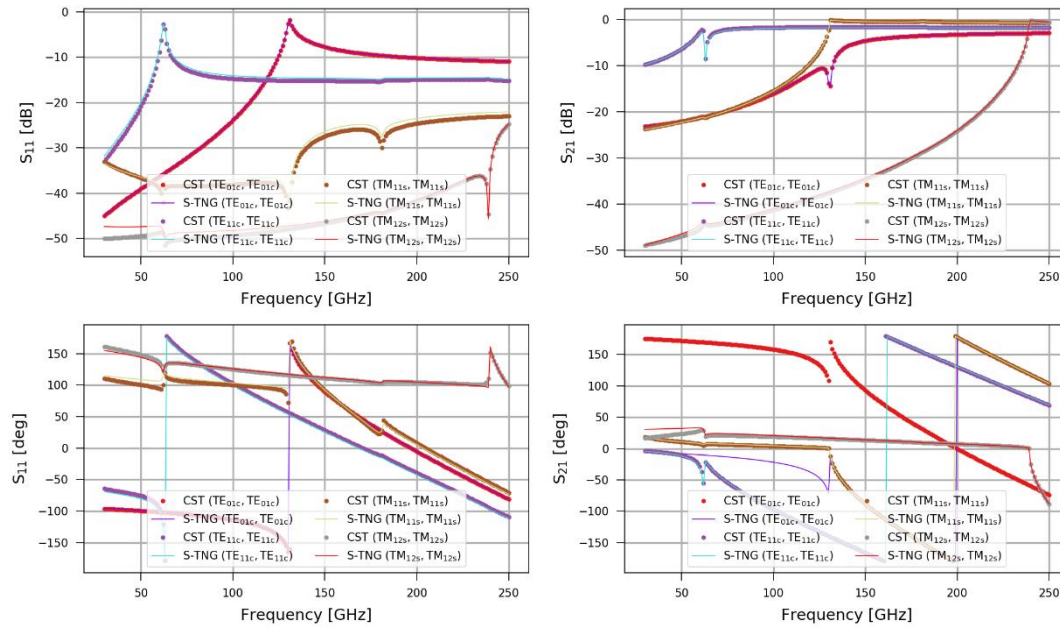 S11 [dB]
0
−10
−20
−30
−40
−50
50 100 150 200 250
Frequency [GHz]
CST (TE01c, TE01c)
S-TNG (TE01c, TE01c)
CST (TE11c, TE11c)
S-TNG (TE11c, TE11c)
CST (TM11s, TM11s)
S-TNG (TM11s, TM11s)
CST (TM12s, TM12s)
S-TNG (TM12s, TM12s)
S21 [dB]
0
−10
−20
−30
−40
−50
50 100 150 200 250
Frequency [GHz]
CST (TE01c, TE01c)
S-TNG (TE01c, TE01c)
CST (TE11c, TE11c)
S-TNG (TE11c, TE11c)
CST (TM11s, TM11s)
S-TNG (TM11s, TM11s)
CST (TM12s, TM12s)
S-TNG (TM12s, TM12s)
S11 [deg]
150
100
50
0
−50
−100
−150
50 100 150 200 250
Frequency [GHz]
CST (TE01c, TE01c)
S-TNG (TE01c, TE01c)
CST (TE11c, TE11c)
S-TNG (TE11c, TE11c)
CST (TM11s, TM11s)
S-TNG (TM11s, TM11s)
CST (TM12s, TM12s)
S-TNG (TM12s, TM12s)
S21 [deg]
150
100
50
0
−50
−100
−150
50 100 150 200 250
Frequency [GHz]
CST (TE01c, TE01c)
S-TNG (TE01c, TE01c)
CST (TE11c, TE11c)
S-TNG (TE11c, TE11c)
CST (TM11s, TM11s)
S-TNG (TM11s, TM11s)
CST (TM12s, TM12s)
S-TNG (TM12s, TM12s)